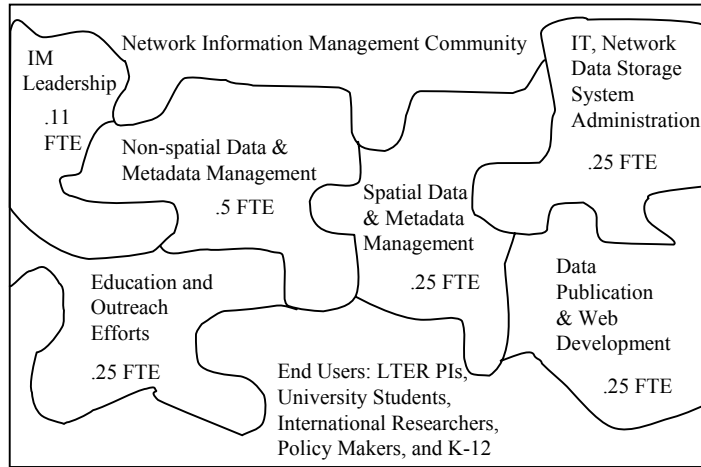 Network Information Management Community
IM
Leadership
.11
FTE
IT, Network
Data Storage
System
Administration
.25 FTE
Non-spatial Data &
Metadata Management
.5 FTE
Spatial Data
& Metadata
Management
.25 FTE
Education and
Outreach
Efforts
.25 FTE
Data
Publication
& Web
Development
.25 FTE
End Users: LTER PIs,
University Students,
International Researchers,
Policy Makers, and K-12